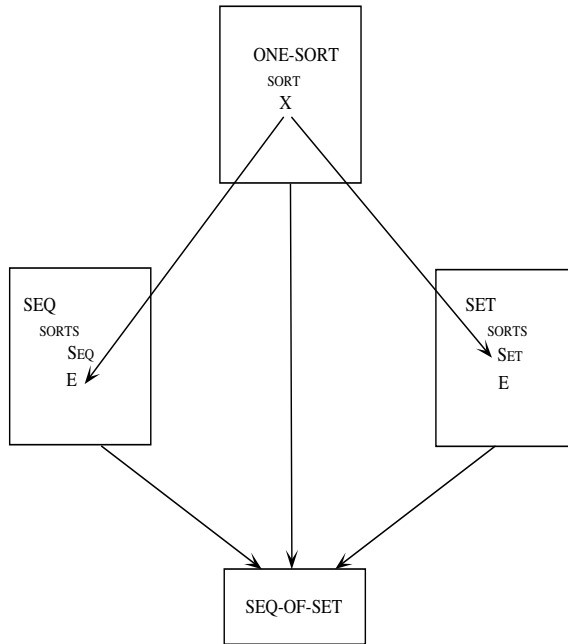 ONE-SORT
SORT
X
SEQ
SORTS
SEQ
E
SET
SORTS
SET
E
SEQ-OF-SET